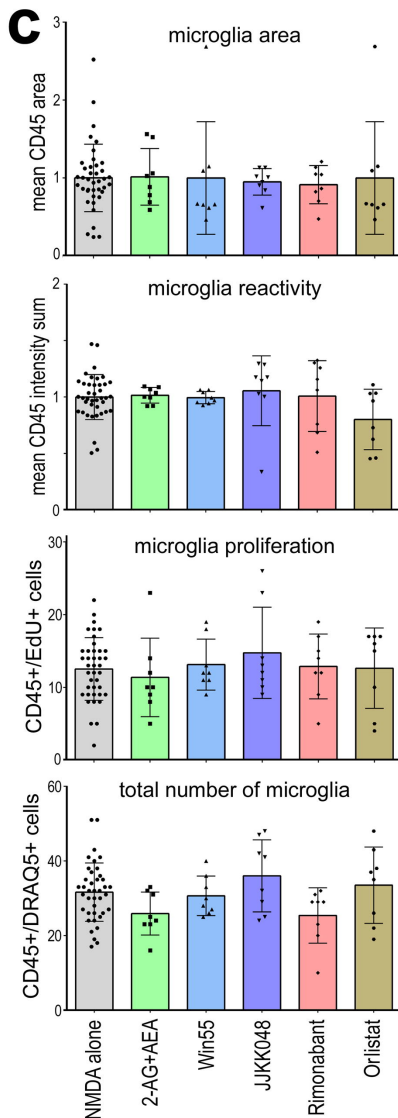 C
microglia area
mean CD45 area
3
2
1
0
microglia reactivity
mean CD45 intensity sum
2
1
0
microglia proliferation
CD45+/EdU+ cells
30
20
10
0
total number of microglia
CD45+/DRAQ5+ cells
60
40
20
0
NMDA alone
2-AG+AEA
Win55
JJKK048
Rimonabant
Orlistat